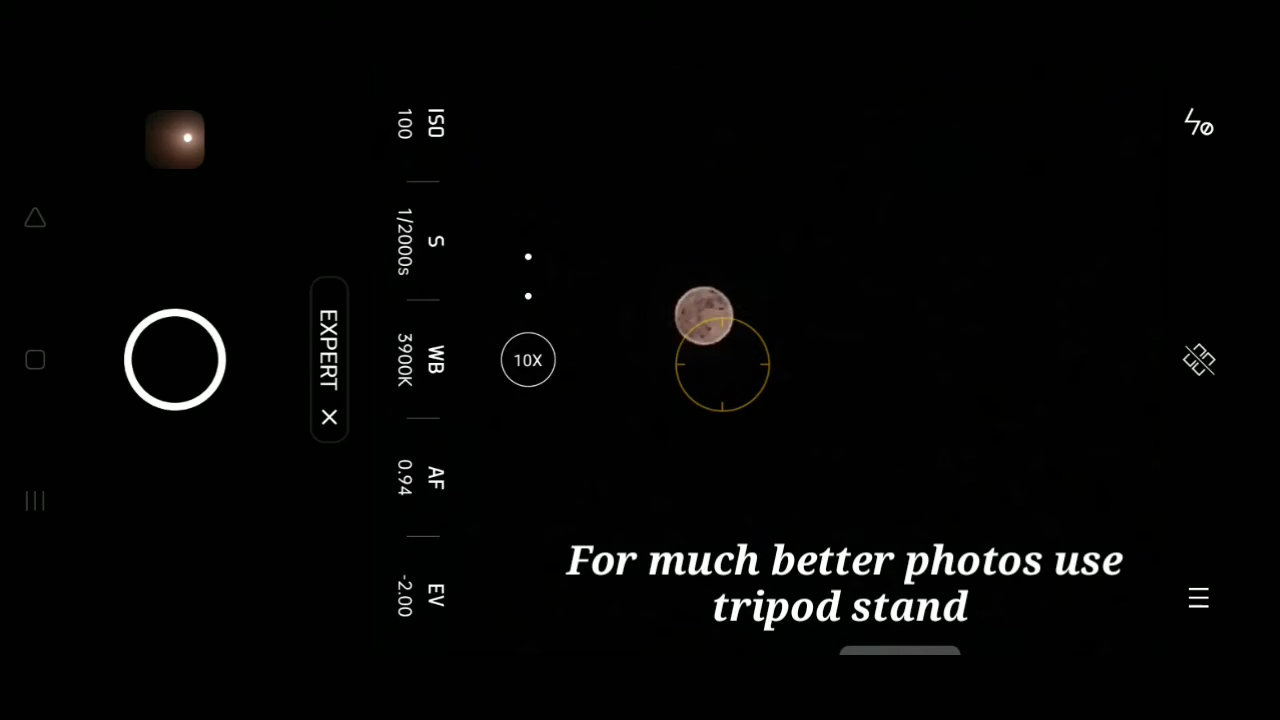 ISO
100
S
1/2000s
WB
3900K
AF
0.94
EV
-2.00
EXPERT ×
10X
For much better photos use
tripod stand